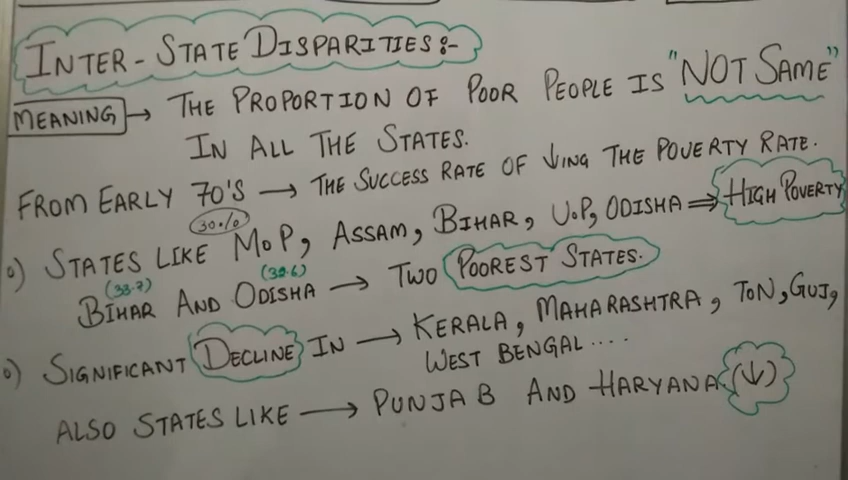 INTER-STATE DISPARITIES:-
MEANING → THE PROPORTION OF POOR PEOPLE IS "NOT SAME"
IN ALL THE STATES.
FROM EARLY 70'S → THE SUCCESS RATE OF ↓ING THE POVERTY RATE.
(30.%)
o) STATES LIKE M.P, ASSAM, BIHAR, U.P, ODISHA ⇒ HIGH POVERTY
(33.7) (32.6)
BIHAR AND ODISHA → TWO POOREST STATES.
o) SIGNIFICANT DECLINE IN → KERALA, MAHARASHTRA, T.N, GUJ,
WEST BENGAL ....
ALSO STATES LIKE → PUNJAB AND HARYANA (↓)